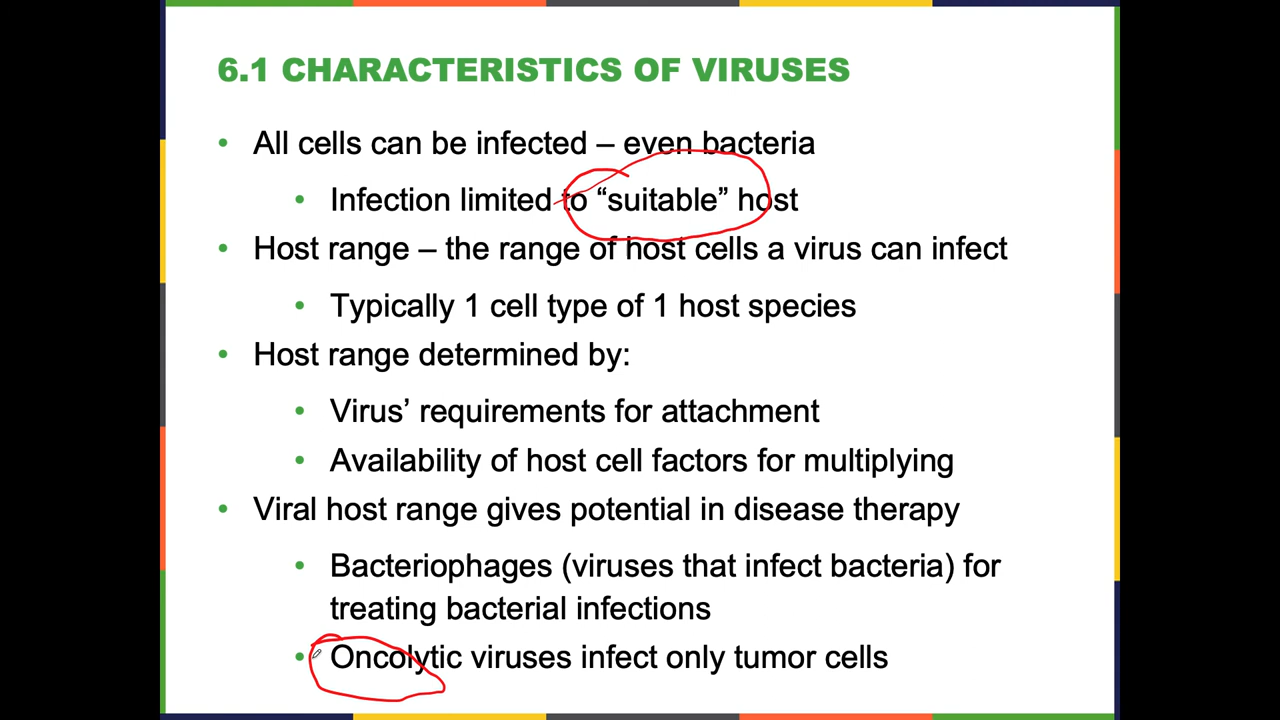 6.1 CHARACTERISTICS OF VIRUSES
• All cells can be infected – even bacteria
• Infection limited to “suitable” host
• Host range – the range of host cells a virus can infect
• Typically 1 cell type of 1 host species
• Host range determined by:
• Virus’ requirements for attachment
• Availability of host cell factors for multiplying
• Viral host range gives potential in disease therapy
• Bacteriophages (viruses that infect bacteria) for
treating bacterial infections
• Oncolytic viruses infect only tumor cells